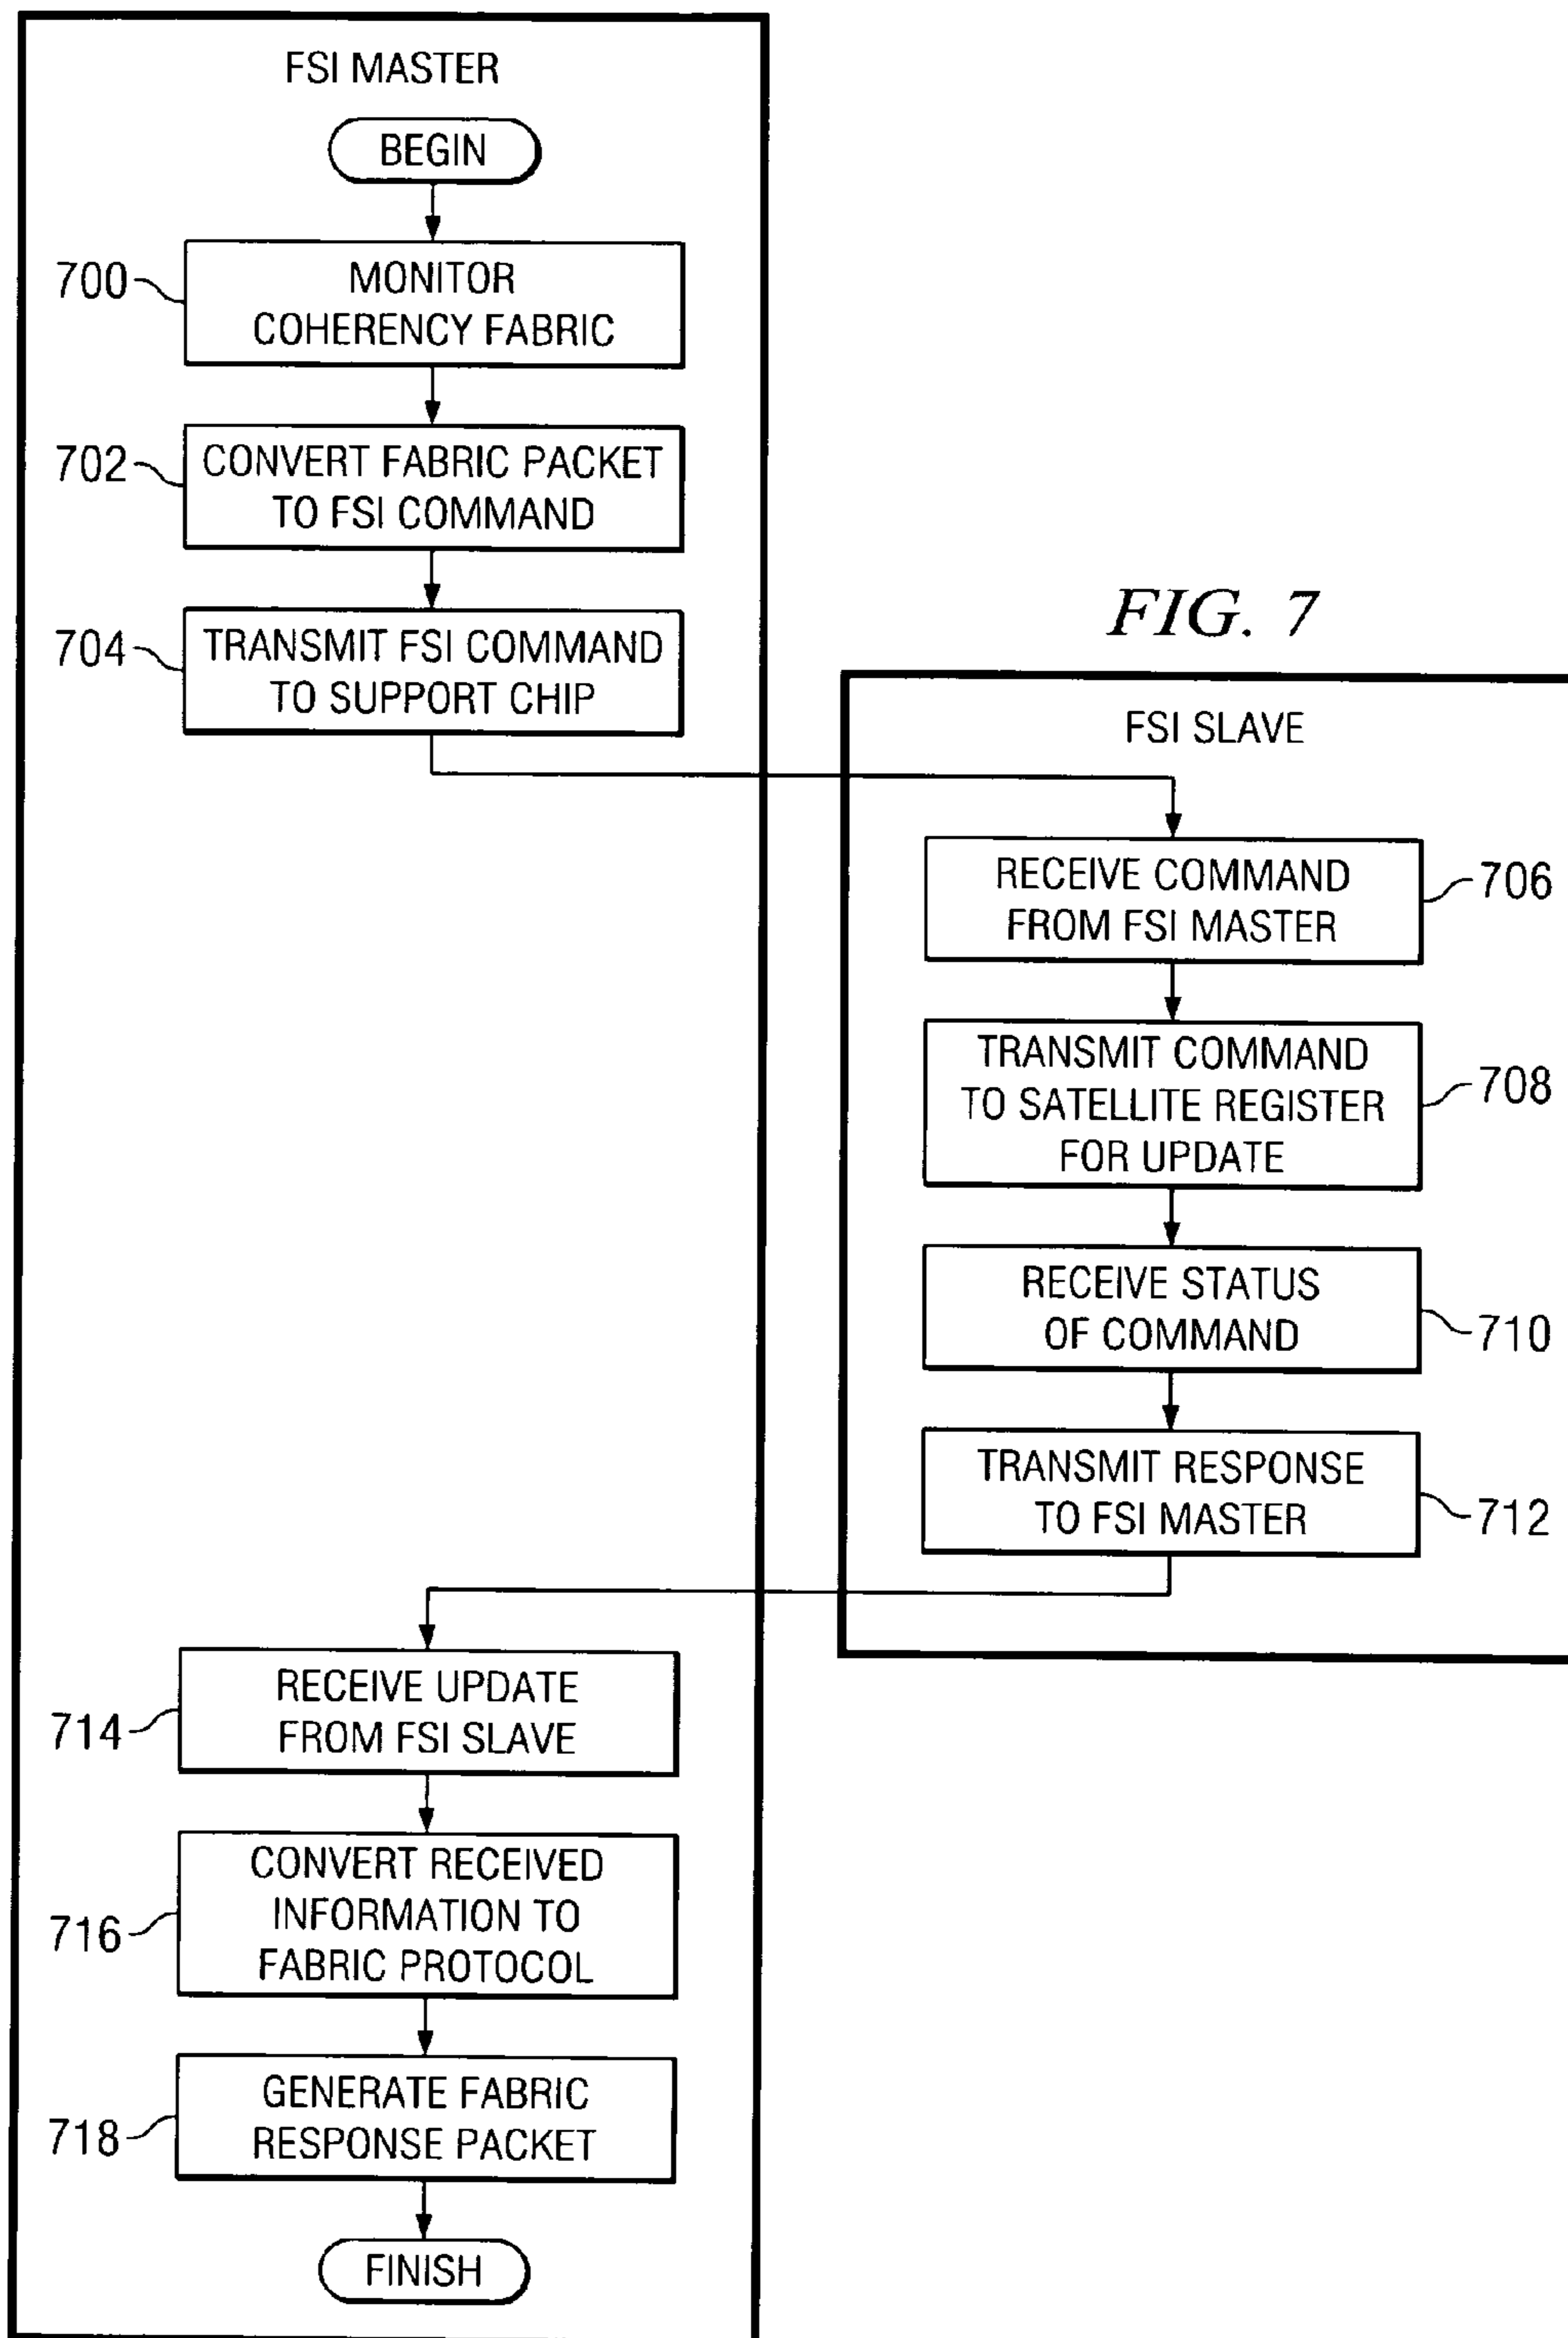 FSI MASTER
BEGIN
700
MONITOR
COHERENCY FABRIC
702
CONVERT FABRIC PACKET
TO FSI COMMAND
704
TRANSMIT FSI COMMAND
TO SUPPORT CHIP
FIG. 7
FSI SLAVE
RECEIVE COMMAND
FROM FSI MASTER
706
TRANSMIT COMMAND
TO SATELLITE REGISTER
FOR UPDATE
708
RECEIVE STATUS
OF COMMAND
710
TRANSMIT RESPONSE
TO FSI MASTER
712
714
RECEIVE UPDATE
FROM FSI SLAVE
716
CONVERT RECEIVED
INFORMATION TO
FABRIC PROTOCOL
718
GENERATE FABRIC
RESPONSE PACKET
FINISH